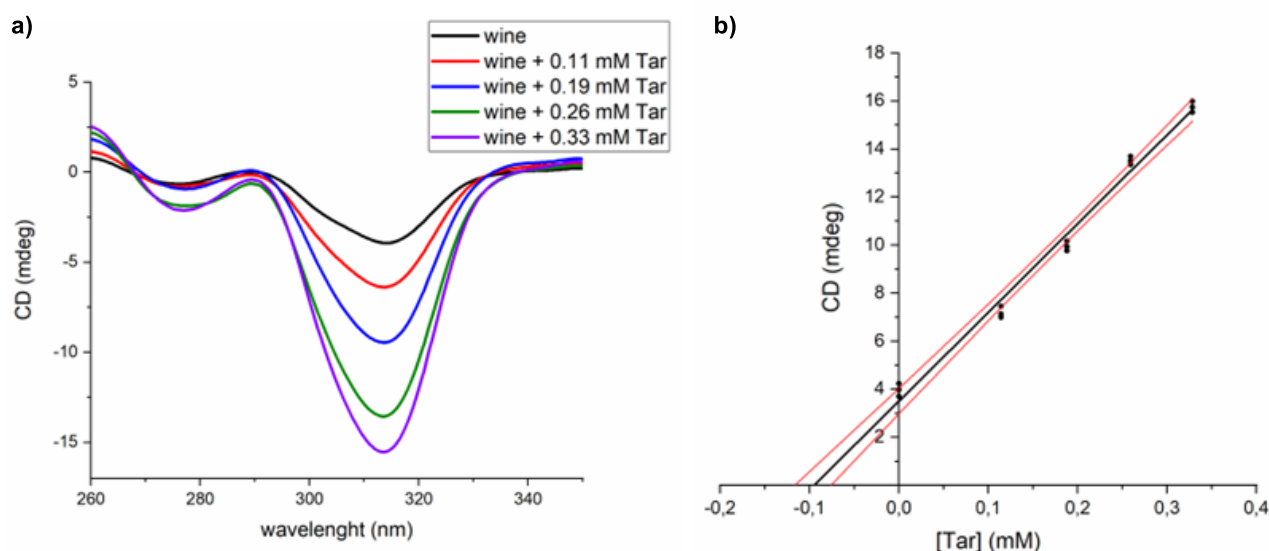 a)
wine
wine + 0.11 mM Tar
wine + 0.19 mM Tar
wine + 0.26 mM Tar
wine + 0.33 mM Tar
5
0
-5
-10
-15
CD (mdeg)
260
280
300
320
340
wavelenght (nm)
b)
18
16
14
12
10
8
6
4
2
CD (mdeg)
-0,2
-0,1
0,0
0,1
0,2
0,3
0,4
[Tar] (mM)